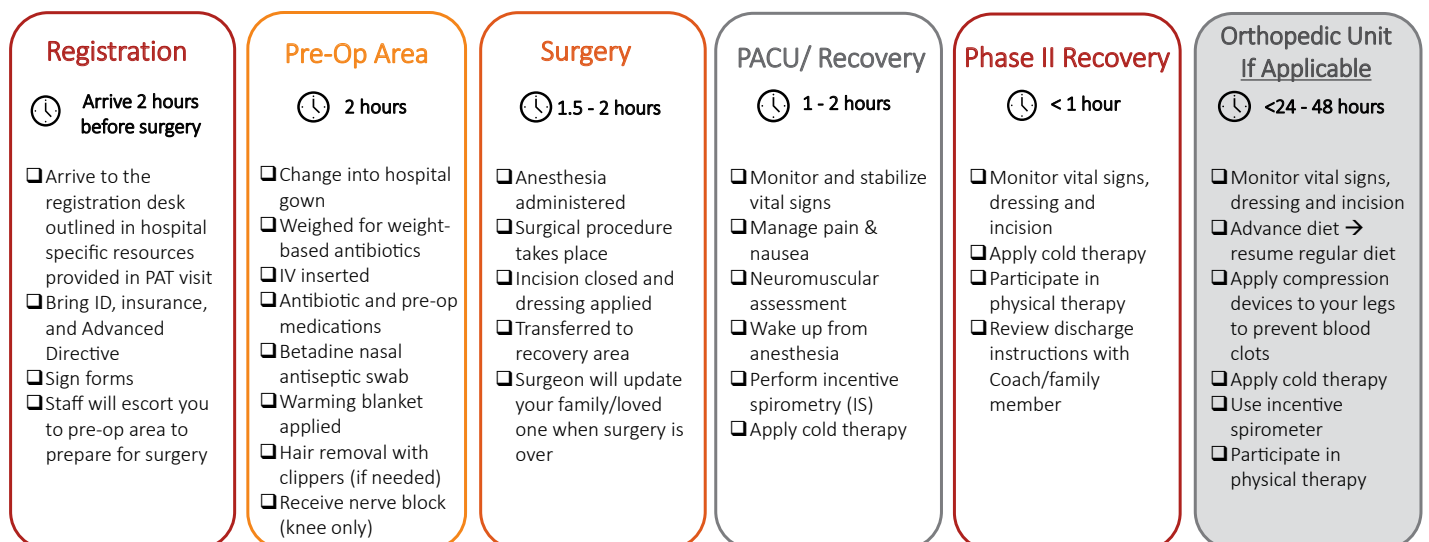 Registration
Arrive 2 hours
before surgery
❑Arrive to the
registration desk
outlined in hospital
specific resources
provided in PAT visit
❑Bring ID, insurance,
and Advanced
Directive
❑Sign forms
❑Staff will escort you
to pre-op area to
prepare for surgery
Pre-Op Area
2 hours
❑Change into hospital
gown
❑Weighed for weight-
based antibiotics
❑IV inserted
❑Antibiotic and pre-op
medications
❑Betadine nasal
antiseptic swab
❑Warming blanket
applied
❑Hair removal with
clippers (if needed)
❑Receive nerve block
(knee only)
Surgery
1.5 - 2 hours
❑Anesthesia
administered
❑Surgical procedure
takes place
❑Incision closed and
dressing applied
❑Transferred to
recovery area
❑Surgeon will update
your family/loved
one when surgery is
over
PACU/ Recovery
1 - 2 hours
❑Monitor and stabilize
vital signs
❑Manage pain &
nausea
❑Neuromuscular
assessment
❑Wake up from
anesthesia
❑Perform incentive
spirometry (IS)
❑Apply cold therapy
Phase II Recovery
< 1 hour
❑Monitor vital signs,
dressing and
incision
❑Apply cold therapy
❑Participate in
physical therapy
❑Review discharge
instructions with
Coach/family
member
Orthopedic Unit
If Applicable
<24 - 48 hours
❑Monitor vital signs,
dressing and incision
❑Advance diet →
resume regular diet
❑Apply compression
devices to your legs
to prevent blood
clots
❑Apply cold therapy
❑Use incentive
spirometer
❑Participate in
physical therapy